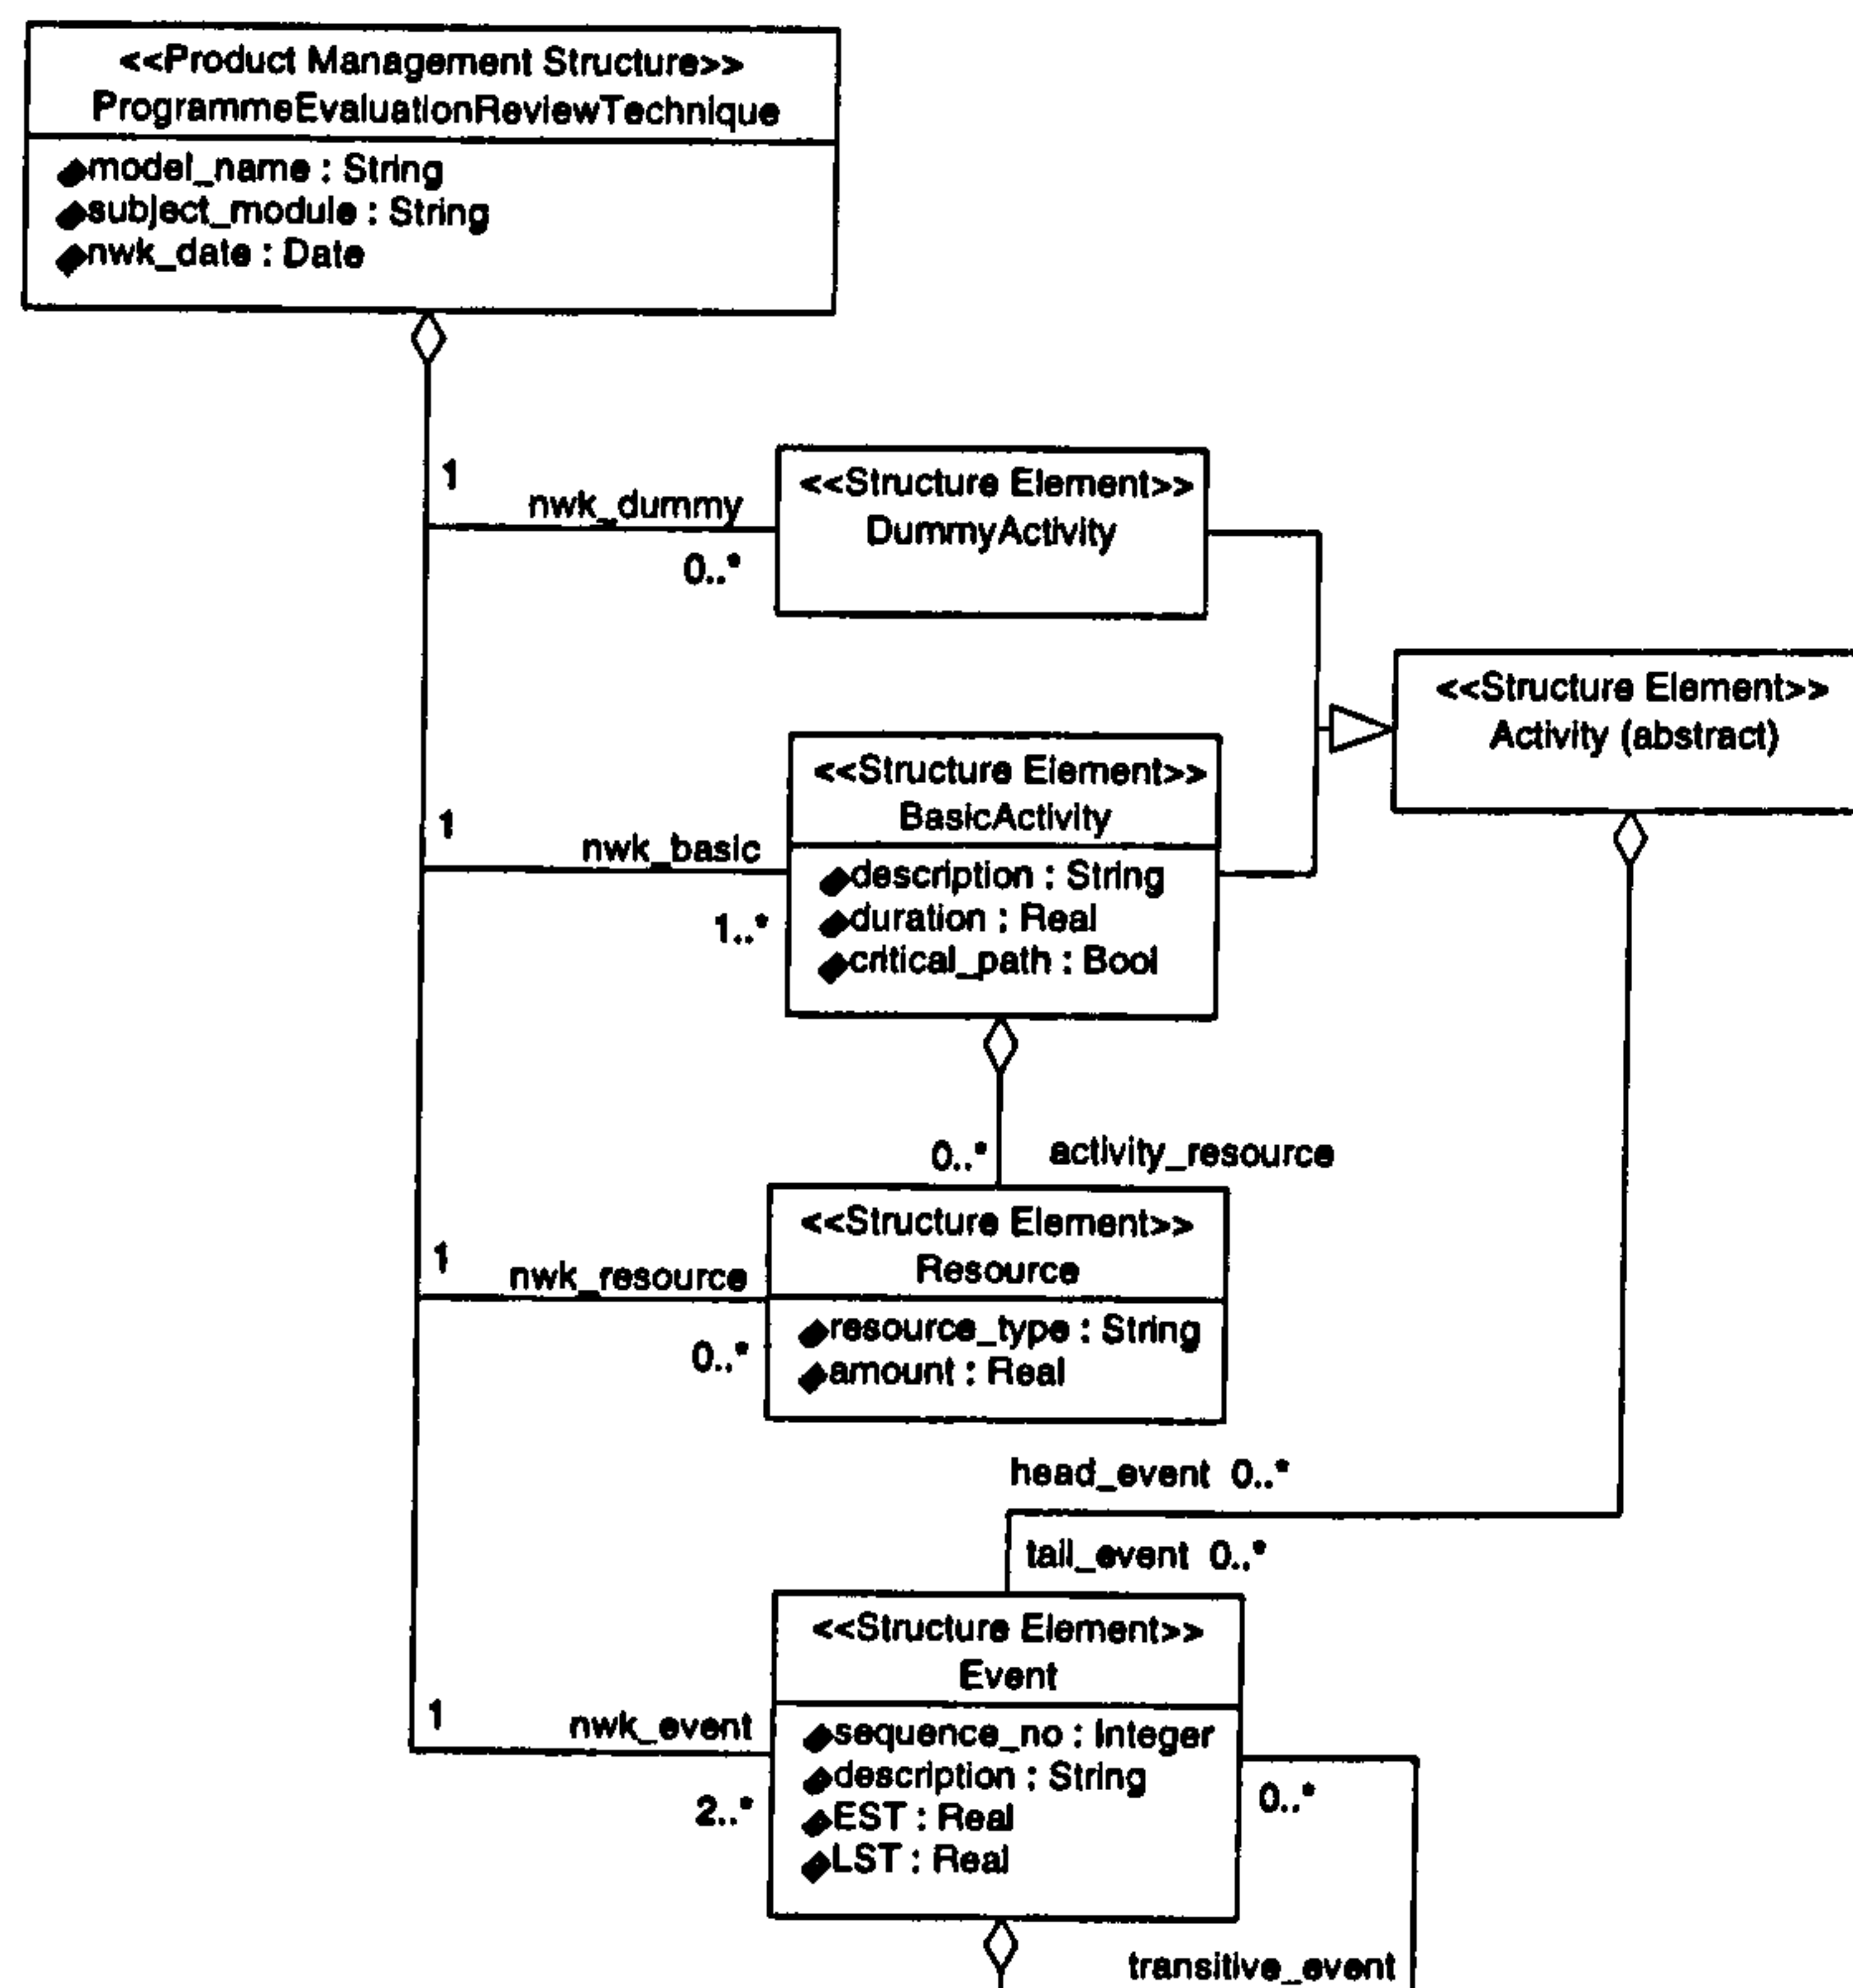 <<Product Management Structure>>
ProgrammeEvaluationReviewTechnique
model_name : String
subject_module : String
nwk_date : Date
1
nwk_dummy
0..*
<<Structure Element>>
DummyActivity
<<Structure Element>>
Activity (abstract)
1
nwk_basic
1..*
<<Structure Element>>
BasicActivity
description : String
duration : Real
critical_path : Bool
0..*
activity_resource
1
nwk_resource
0..*
<<Structure Element>>
Resource
resource_type : String
amount : Real
head_event 0..*
tail_event 0..*
1
nwk_event
2..*
<<Structure Element>>
Event
sequence_no : Integer
description : String
EST : Real
LST : Real
0..*
transitive_event